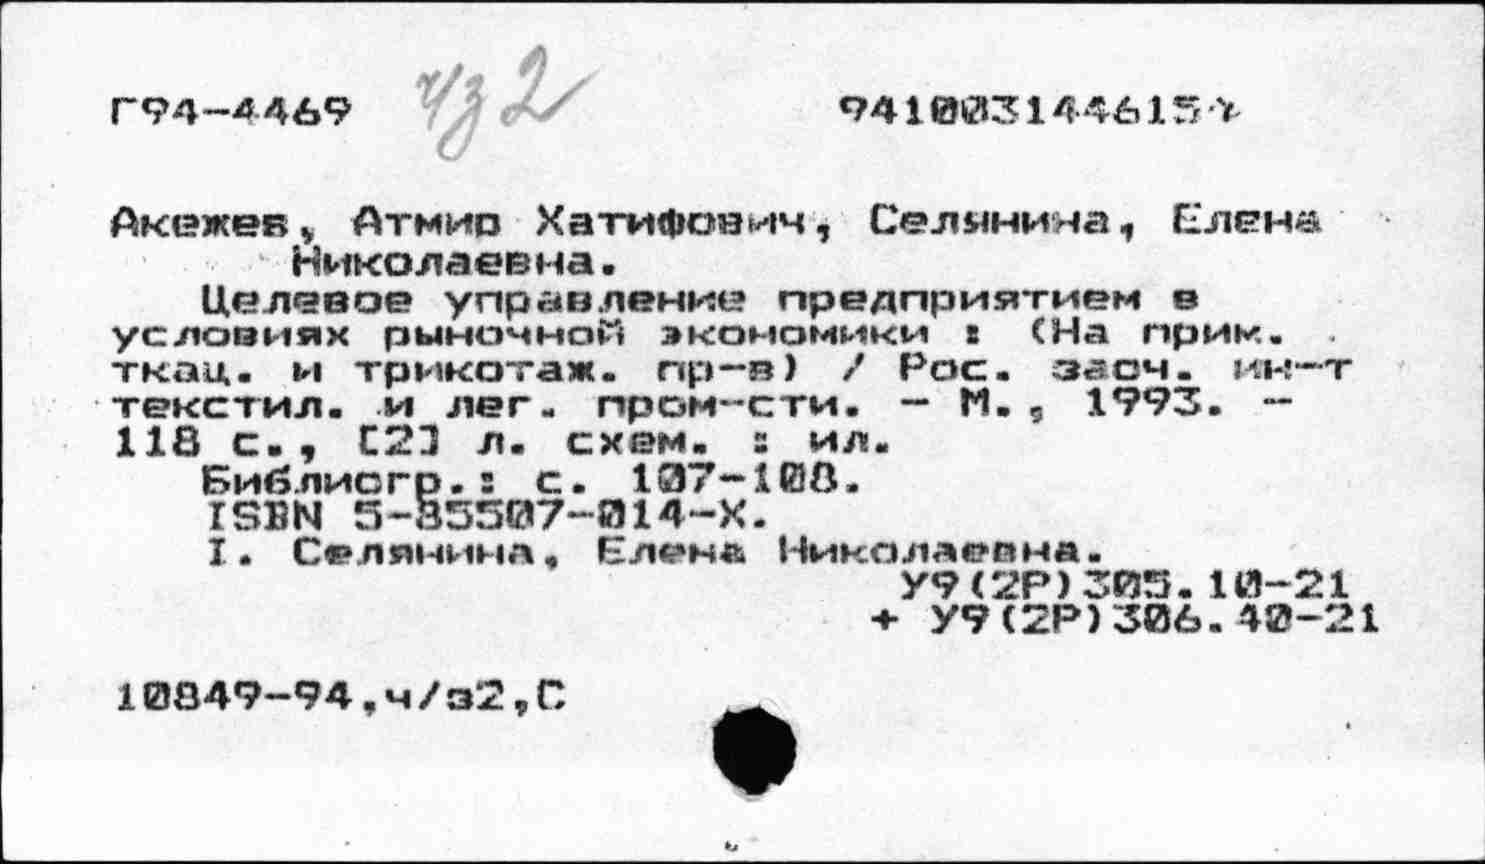 Г94-4469 ч/з 2 9410031446157
Акежев, Атмир Хатифович, Селянина, Елена
Николаевна.
Целевое управление предприятием в
условиях рыночной экономики : (На прим.
ткац. и трикотаж. пр-в) / Рос. заоч. ин-т
текстил. и лег. пром-сти. - М., 1993. -
118 с., [2] л. схем. : ил.
Библиогр.: с. 107-108.
ISBN 5-85507-014-X.
I. Селянина, Елена Николаевна.
У9(2Р)305.10-21
+ У9(2Р)306.40-21
10849-94,ч/з2,С